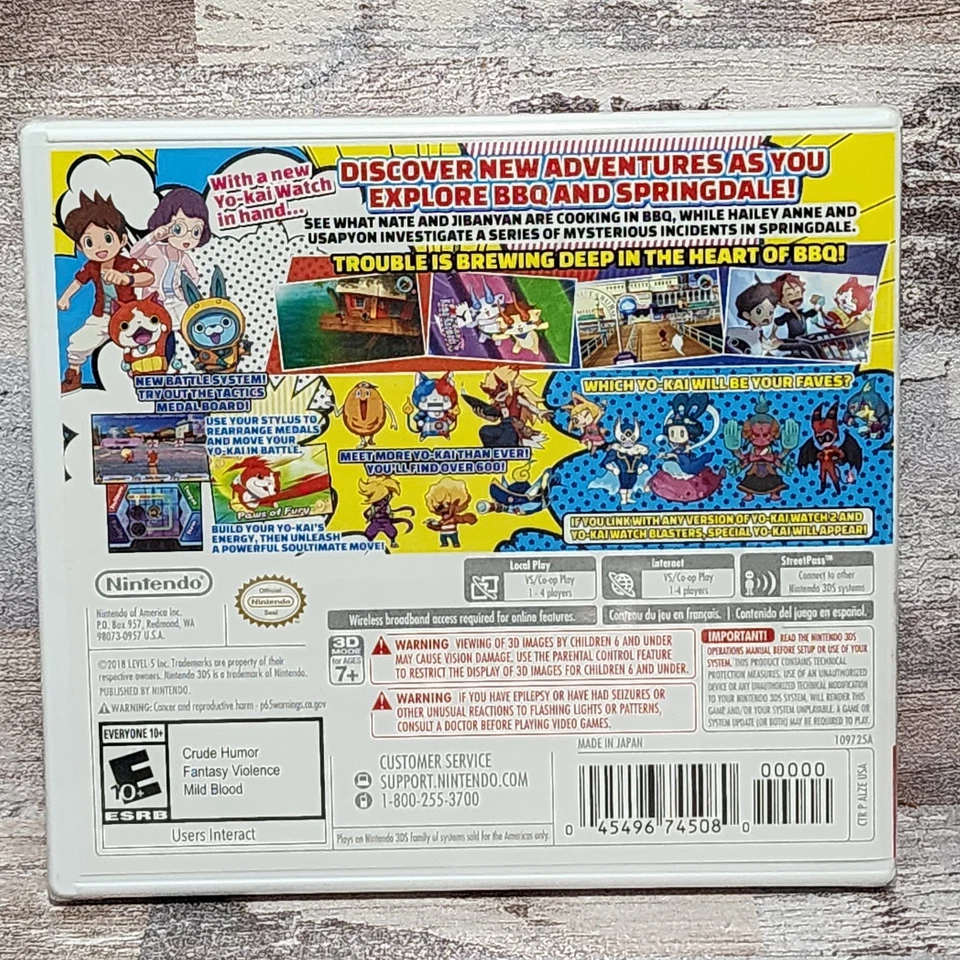 With a new
Yo-kai Watch
in hand...
DISCOVER NEW ADVENTURES AS YOU
EXPLORE BBQ AND SPRINGDALE!
SEE WHAT NATE AND JIBANYAN ARE COOKING IN BBQ, WHILE HAILEY ANNE AND
USAPYON INVESTIGATE A SERIES OF MYSTERIOUS INCIDENTS IN SPRINGDALE.
TROUBLE IS BREWING DEEP IN THE HEART OF BBQ!
NEW BATTLE SYSTEM!
TRY OUT THE TACTICS
MEDAL BOARD!
USE YOUR STYLUS TO
REARRANGE MEDALS
AND MOVE YOUR
YO-KAI IN BATTLE.
Paws of Fury
BUILD YOUR YO-KAI'S
ENERGY, THEN UNLEASH
A POWERFUL SOULTIMATE MOVE!
MEET MORE YO-KAI THAN EVER!
YOU'LL FIND OVER 600!
WHICH YO-KAI WILL BE YOUR FAVES?
IF YOU LINK WITH ANY VERSION OF YO-KAI WATCH 2 AND
YO-KAI WATCH BLASTERS, SPECIAL YO-KAI WILL APPEAR!
Nintendo
Nintendo of America Inc.
P.O. Box 957, Redmond, WA
98073-0957 U.S.A.
Official
Nintendo
Seal
Local Play
VS/Co-op Play
1 - 4 players
Internet
VS/Co-op Play
1-4 players
StreetPass™
Connect to other
Nintendo 3DS systems
Wireless broadband access required for online features.
Contenu du jeu en français.
Contenido del juego en español.
©2018 LEVEL-5 Inc. Trademarks are property of their
respective owners. Nintendo 3DS is a trademark of Nintendo.
PUBLISHED BY NINTENDO.
WARNING: Cancer and reproductive harm - p65warnings.ca.gov
3D
MODE
for AGES
7+
WARNING VIEWING OF 3D IMAGES BY CHILDREN 6 AND UNDER
MAY CAUSE VISION DAMAGE. USE THE PARENTAL CONTROL FEATURE
TO RESTRICT THE DISPLAY OF 3D IMAGES FOR CHILDREN 6 AND UNDER.
WARNING IF YOU HAVE EPILEPSY OR HAVE HAD SEIZURES OR
OTHER UNUSUAL REACTIONS TO FLASHING LIGHTS OR PATTERNS,
CONSULT A DOCTOR BEFORE PLAYING VIDEO GAMES.
IMPORTANT! READ THE NINTENDO 3DS
OPERATIONS MANUAL BEFORE SETUP OR USE OF YOUR
SYSTEM. THIS PRODUCT CONTAINS TECHNICAL
PROTECTION MEASURES. USE OF AN UNAUTHORIZED
DEVICE OR ANY UNAUTHORIZED TECHNICAL MODIFICATION
TO YOUR NINTENDO 3DS SYSTEM, WILL RENDER THIS
GAME AND/OR YOUR SYSTEM UNPLAYABLE. A GAME OR
SYSTEM UPDATE (OR BOTH) MAY BE REQUIRED TO PLAY.
EVERYONE 10+
E
10+
ESRB
Crude Humor
Fantasy Violence
Mild Blood
Users Interact
CUSTOMER SERVICE
SUPPORT.NINTENDO.COM
1-800-255-3700
Plays on Nintendo 3DS family of systems sold for the Americas only.
MADE IN JAPAN
109725A
00000
0 45496 74508 0
CTR P ALZE USA